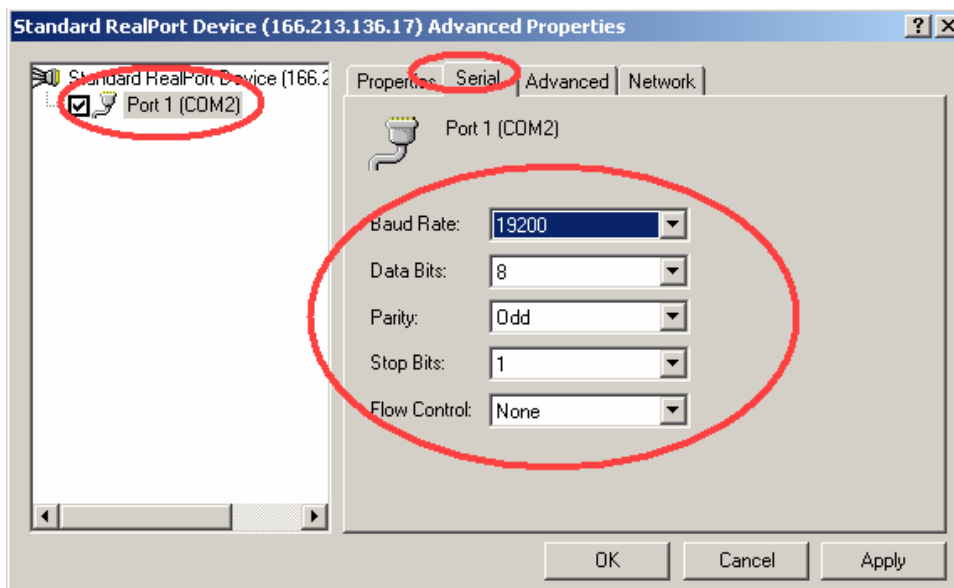 Standard RealPort Device (166.213.136.17) Advanced Properties
Standard RealPort Device (166.2
Port 1 (COM2)
Properties Serial Advanced Network
Port 1 (COM2)
Baud Rate: 19200
Data Bits: 8
Parity: Odd
Stop Bits: 1
Flow Control: None
OK Cancel Apply